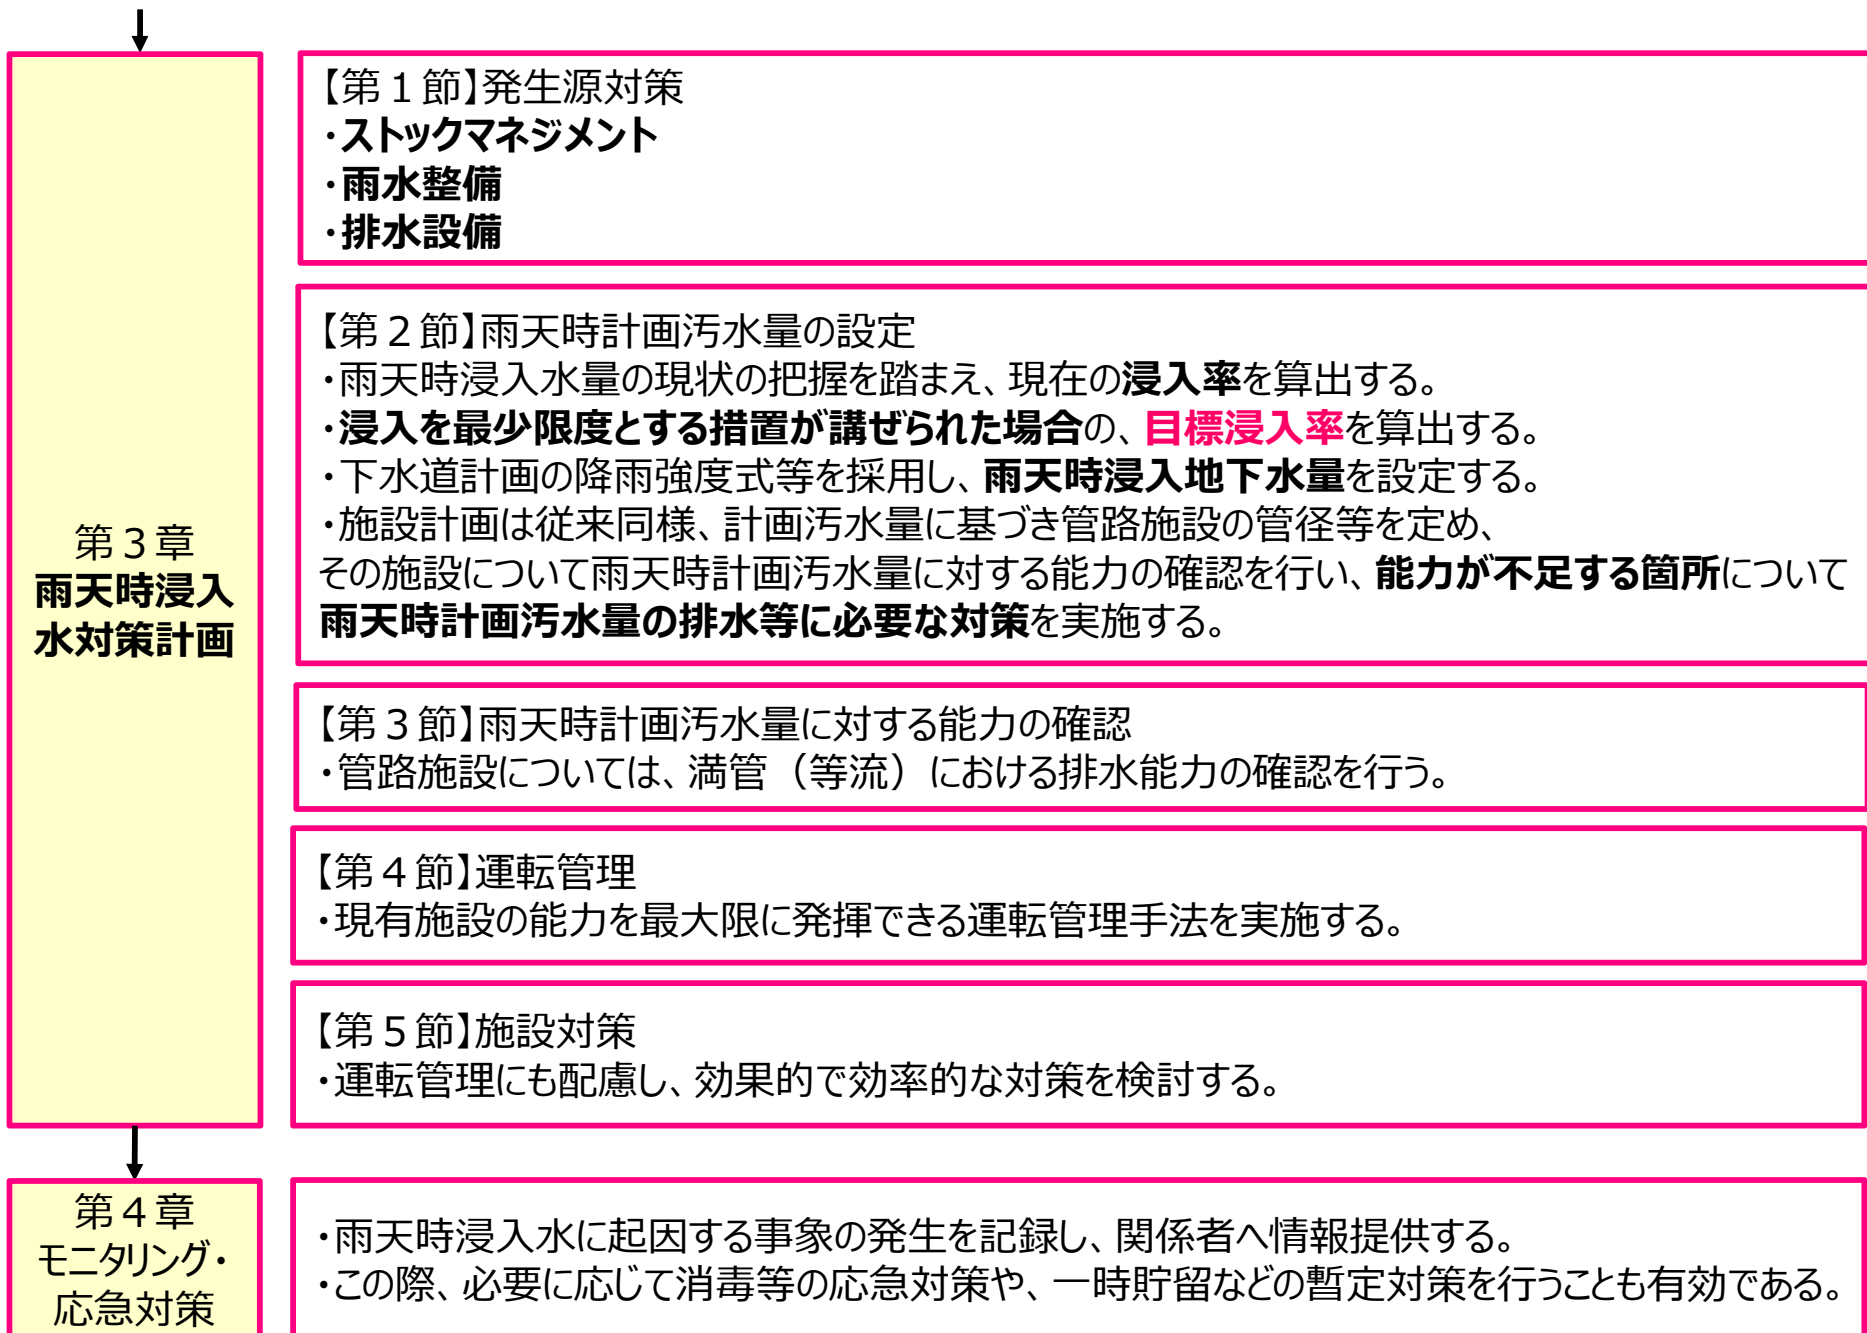 第３章
雨天時浸入
水対策計画
【第１節】発生源対策
・ストックマネジメント
・雨水整備
・排水設備
【第２節】雨天時計画汚水量の設定
・雨天時浸入水量の現状の把握を踏まえ、現在の浸入率を算出する。
・浸入を最少限度とする措置が講ぜられた場合の、目標浸入率を算出する。
・下水道計画の降雨強度式等を採用し、雨天時浸入地下水量を設定する。
・施設計画は従来同様、計画汚水量に基づき管路施設の管径等を定め、
その施設について雨天時計画汚水量に対する能力の確認を行い、能力が不足する箇所について
雨天時計画汚水量の排水等に必要な対策を実施する。
【第３節】雨天時計画汚水量に対する能力の確認
・管路施設については、満管（等流）における排水能力の確認を行う。
【第４節】運転管理
・現有施設の能力を最大限に発揮できる運転管理手法を実施する。
【第５節】施設対策
・運転管理にも配慮し、効果的で効率的な対策を検討する。
第４章
モニタリング・
応急対策
・雨天時浸入水に起因する事象の発生を記録し、関係者へ情報提供する。
・この際、必要に応じて消毒等の応急対策や、一時貯留などの暫定対策を行うことも有効である。